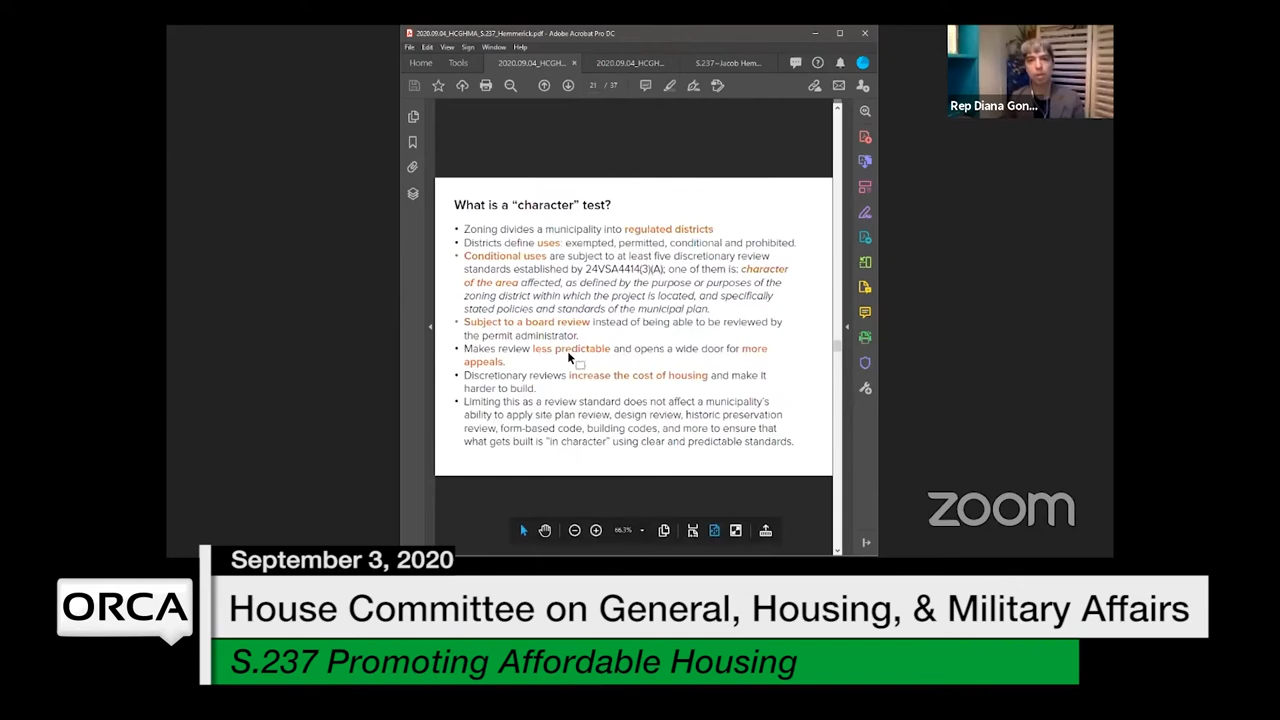 2020.09.04_HCGHMA_S.237_Hemmerick.pdf - Adobe Acrobat Pro DC
File Edit View Sign Window Help
Home Tools 2020.09.04_HCGH... × 2020.09.04_HCGH... S.237~Jacob Hem...
21 / 37
Rep Diana Gon...
What is a “character” test?
• Zoning divides a municipality into regulated districts
• Districts define uses: exempted, permitted, conditional and prohibited.
• Conditional uses are subject to at least five discretionary review
standards established by 24VSA4414(3)(A); one of them is: character
of the area affected, as defined by the purpose or purposes of the
zoning district within which the project is located, and specifically
stated policies and standards of the municipal plan.
• Subject to a board review instead of being able to be reviewed by
the permit administrator.
• Makes review less predictable and opens a wide door for more
appeals.
• Discretionary reviews increase the cost of housing and make it
harder to build.
• Limiting this as a review standard does not affect a municipality’s
ability to apply site plan review, design review, historic preservation
review, form-based code, building codes, and more to ensure that
what gets built is “in character” using clear and predictable standards.
66.3%
zoom
September 3, 2020
ORCA
House Committee on General, Housing, & Military Affairs
S.237 Promoting Affordable Housing